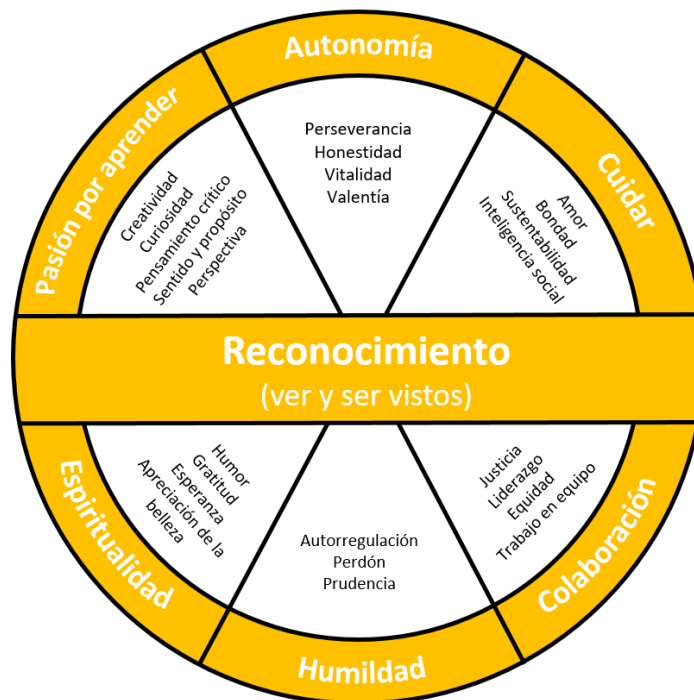 Autonomía
Perseverancia
Honestidad
Vitalidad
Valentía
Cuidar
Amor
Bondad
Sustentabilidad
Inteligencia social
Pasión por aprender
Creatividad
Curiosidad
Pensamiento crítico
Sentido y propósito
Perspectiva
Reconocimiento
(ver y ser vistos)
Espiritualidad
Humor
Gratitud
Esperanza
Apreciación de la
belleza
Humildad
Autorregulación
Perdón
Prudencia
Colaboración
Justicia
Liderazgo
Equidad
Trabajo en equipo